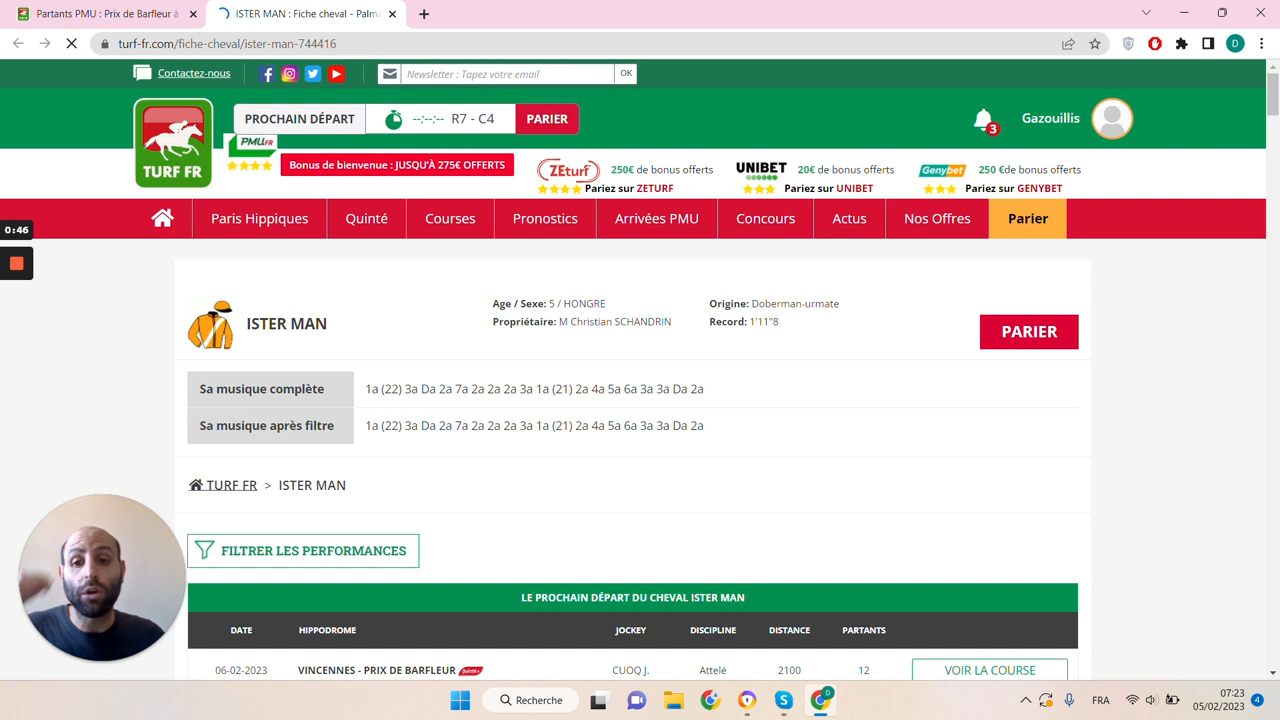 Partants PMU : Prix de Barfleur à
ISTER MAN : Fiche cheval - Palma
turf-fr.com/fiche-cheval/ister-man-744416
D
Contactez-nous
Newsletter : Tapez votre email
OK
TURF FR
PROCHAIN DÉPART
--:--:-- R7 - C4
PARIER
3
Gazouillis
PMU.FR
Bonus de bienvenue : JUSQU'À 275€ OFFERTS
ZEturf
250€ de bonus offerts
Pariez sur ZETURF
UNIBET
20€ de bonus offerts
Pariez sur UNIBET
Genybet
250 €de bonus offerts
Pariez sur GENYBET
Paris Hippiques
Quinté
Courses
Pronostics
Arrivées PMU
Concours
Actus
Nos Offres
Parier
0:46
ISTER MAN
Age / Sexe: 5 / HONGRE
Propriétaire: M Christian SCHANDRIN
Origine: Doberman-urmate
Record: 1'11"8
PARIER
Sa musique complète
1a (22) 3a Da 2a 7a 2a 2a 2a 3a 1a (21) 2a 4a 5a 6a 3a 3a Da 2a
Sa musique après filtre
1a (22) 3a Da 2a 7a 2a 2a 2a 3a 1a (21) 2a 4a 5a 6a 3a 3a Da 2a
TURF FR > ISTER MAN
FILTRER LES PERFORMANCES
LE PROCHAIN DÉPART DU CHEVAL ISTER MAN
DATE HIPPODROME JOCKEY DISCIPLINE DISTANCE PARTANTS
06-02-2023 VINCENNES - PRIX DE BARFLEUR Quinté+ CUOQ J. Attelé 2100 12 VOIR LA COURSE
Recherche
D
FRA
07:23
05/02/2023
4